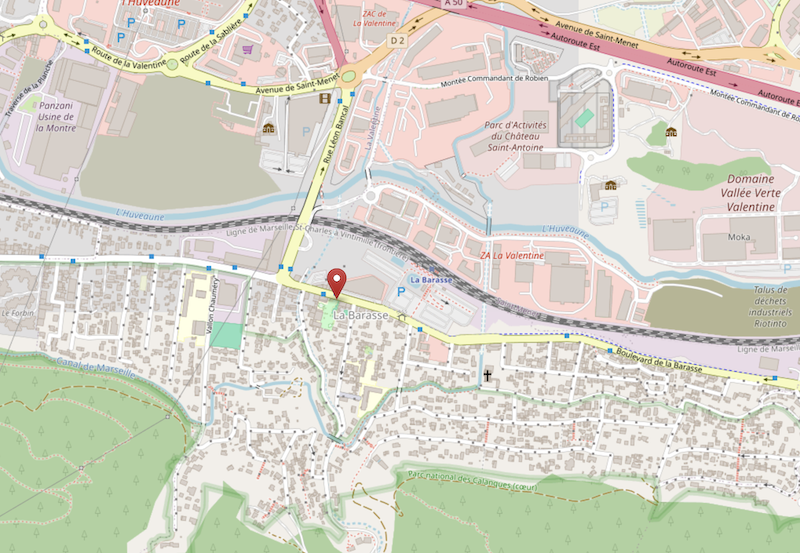 l'Huveaune
P
P
P
P
Route de la Valentine
Route de la Sablière
ZAC de
La Valentine
A 50
D 2
Avenue de Saint-Menet
Autoroute Est
Autoroute Est
Autoroute Est
Traverse de la Planche
Panzani
Usine de
la Montre
Avenue de Saint-Menet
Montée Commandant de Robien
Montée Commandant de Ro
Rue Léon Bancal
La Valentine
P
Parc d'Activités
du Château
Saint-Antoine
P
Domaine
Vallée Verte
Valentine
L'Huveaune
L'Huveaune
Moka
Ligne de Marseille-St-Charles à Vintimille (frontière)
ZA La Valentine
La Barasse
P
La Barasse
Vallon Chaumery
Le Forbin
Talus de
déchets
industriels
Riotinto
Ligne de Mar
Boulevard de la Barasse
Canal de Marseille
Parc national des Calanques (cœur)